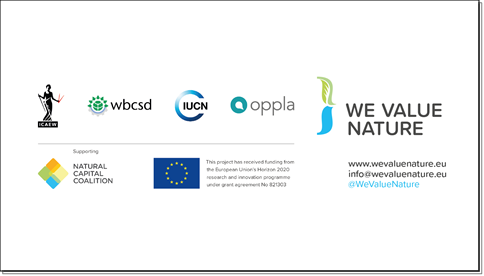 ICAEW
wbcsd
IUCN
oppla
WE VALUE
NATURE
Supporting
NATURAL
CAPITAL
COALITION
This project has received funding from
the European Union's Horizon 2020
research and innovation programme
under grant agreement No 821303
www.wevaluenature.eu
info@wevaluenature.eu
@WeValueNature